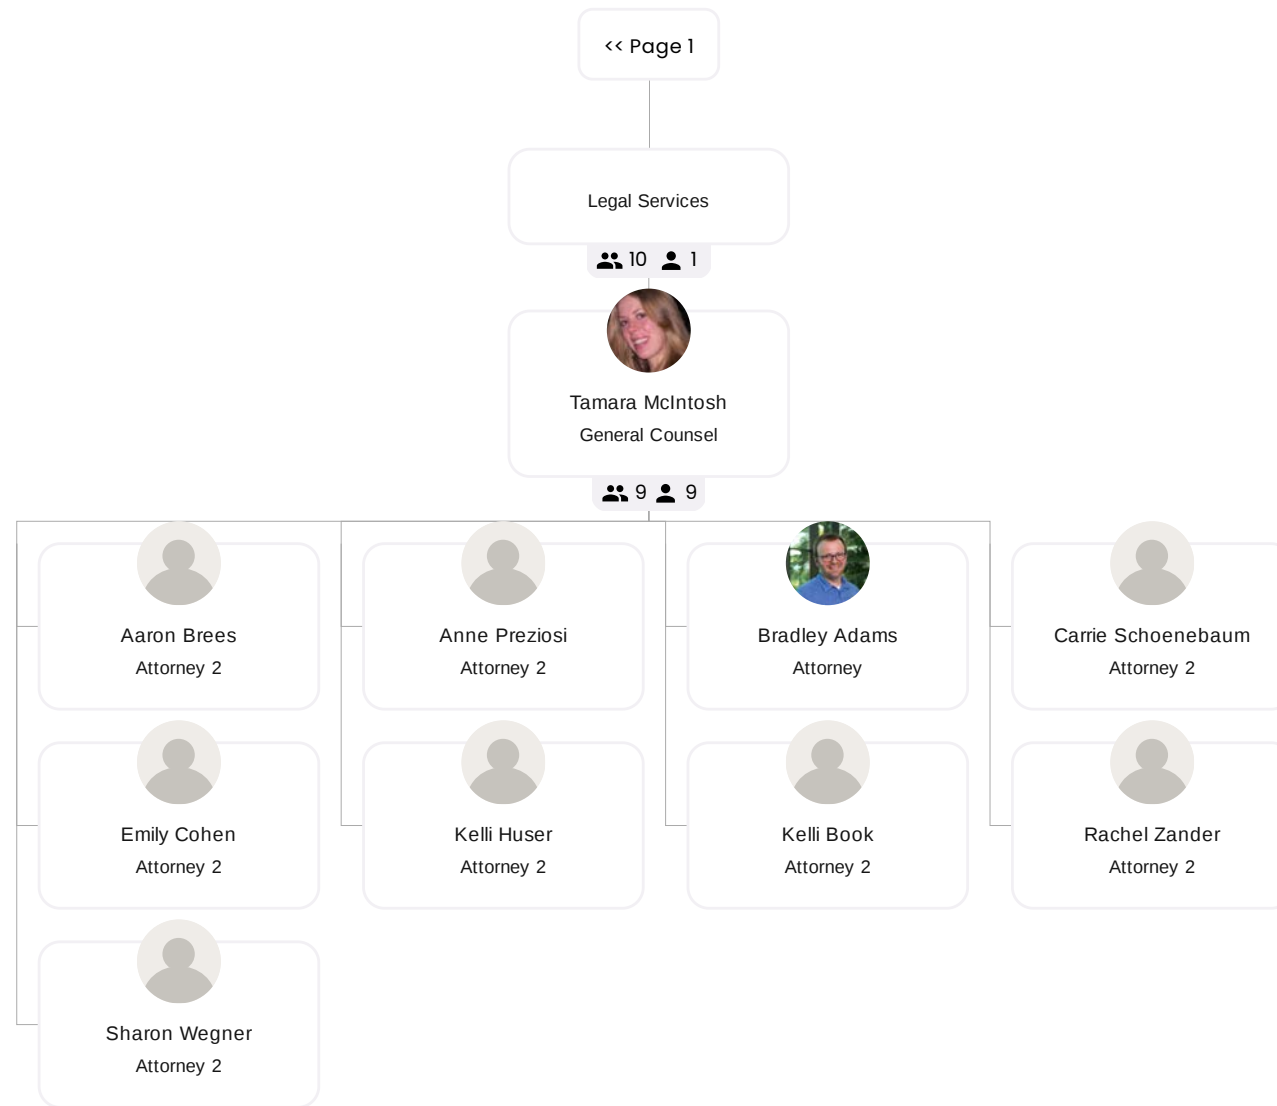 << Page 1
Legal Services
10 1
Tamara McIntosh
General Counsel
9 9
Aaron Brees
Attorney 2
Anne Preziosi
Attorney 2
Bradley Adams
Attorney
Carrie Schoenebaum
Attorney 2
Emily Cohen
Attorney 2
Kelli Huser
Attorney 2
Kelli Book
Attorney 2
Rachel Zander
Attorney 2
Sharon Wegner
Attorney 2